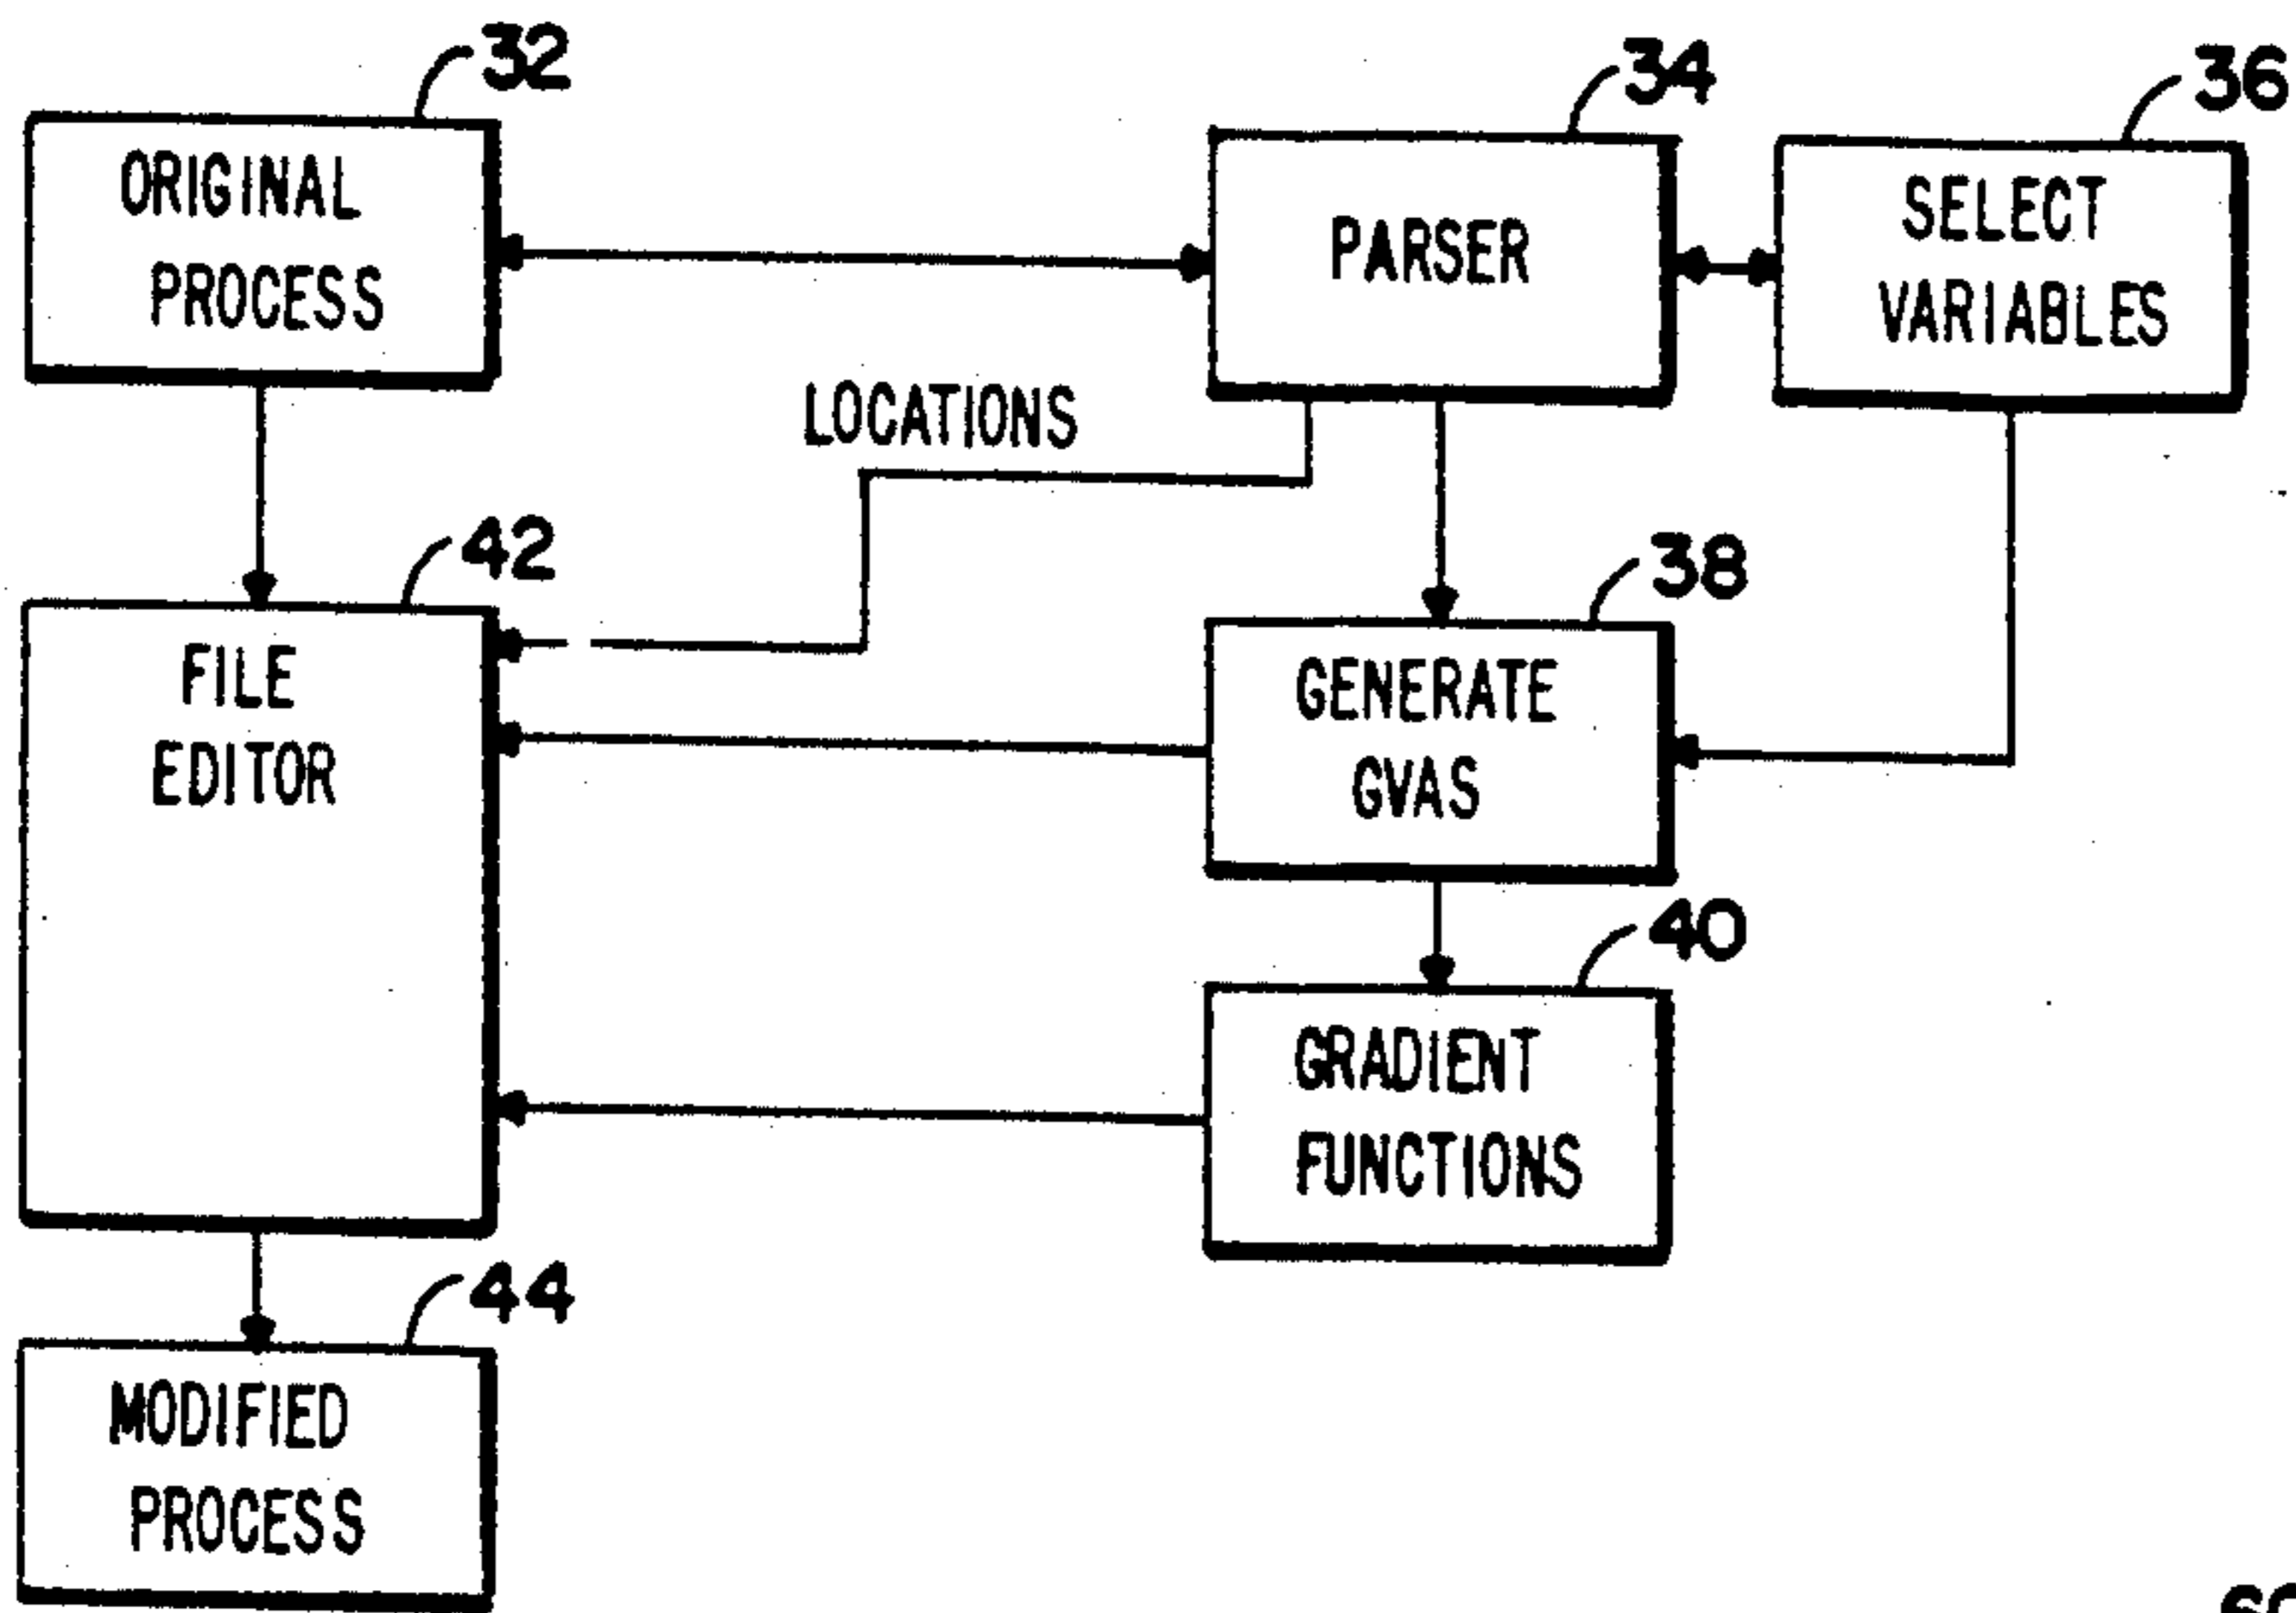 32
ORIGINAL
PROCESS
34
PARSER
36
SELECT
VARIABLES
LOCATIONS
42
FILE
EDITOR
38
GENERATE
GVAS
40
GRADIENT
FUNCTIONS
44
MODIFIED
PROCESS